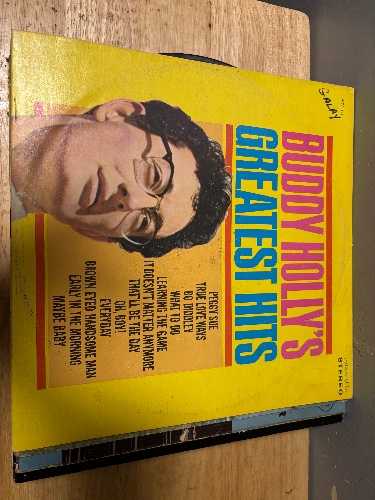 GALAY
BUDDY HOLLY'S
GREATEST HITS
PEGGY SUE
TRUE LOVE WAYS
BO DIDDLEY
WHAT TO DO
LEARNING THE GAME
IT DOESN'T MATTER ANYMORE
THAT'LL BE THE DAY
OH, BOY!
EVERYDAY
BROWN EYED HANDSOME MAN
EARLY IN THE MORNING
MAYBE BABY
STEREO